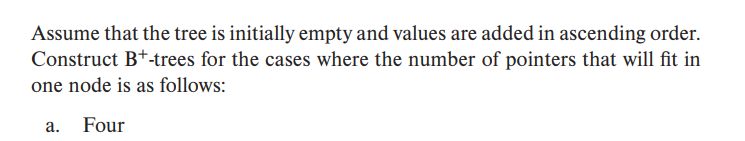 Assume that the tree is initially empty and values are added in ascending order.
Construct B+-trees for the cases where the number of pointers that will fit in
one node is as follows:
a. Four